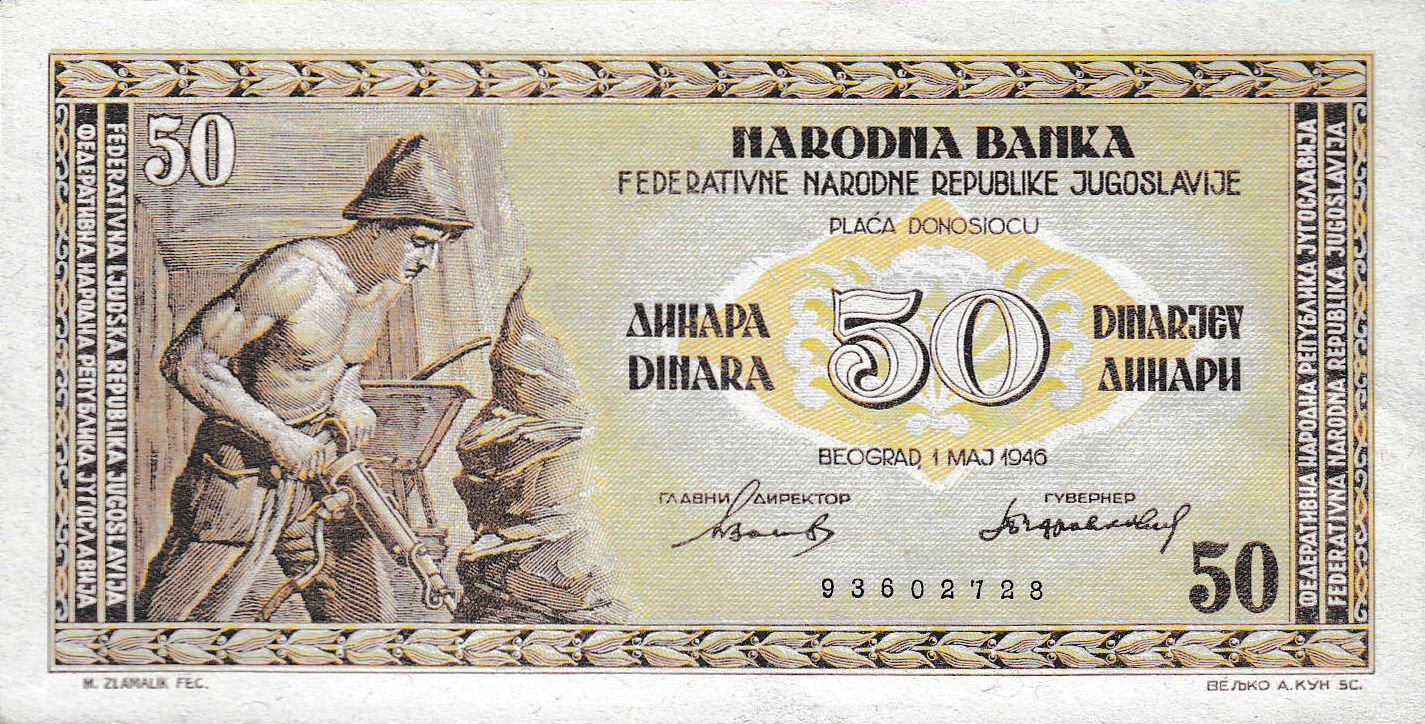 50
NARODNA BANKA
FEDERATIVNE NARODNE REPUBLIKE JUGOSLAVIJE
PLAĆA DONOSIOCU
ДИНАРА 50 DINARJEV
DINARA ДИНАРИ
BEOGRAD, 1 MAJ 1946
ГЛАВНИ ДИРЕКТОР ГУВЕРНЕР
93602728
50
ФЕДЕРАТИВНА НАРОДНА РЕПУБЛИКА ЈУГОСЛАВИЈА
FEDERATIVNA LJUDSKA REPUBLIKA JUGOSLAVIJA
ФЕДЕРАТИВНА НАРОДНА РЕПУБЛИКА ЈУГОСЛАВИЈА
FEDERATIVNA NARODNA REPUBLIKA JUGOSLAVIJA
M. ZLAMALIK FEC.
ВЕЉКО А. КУН SC.